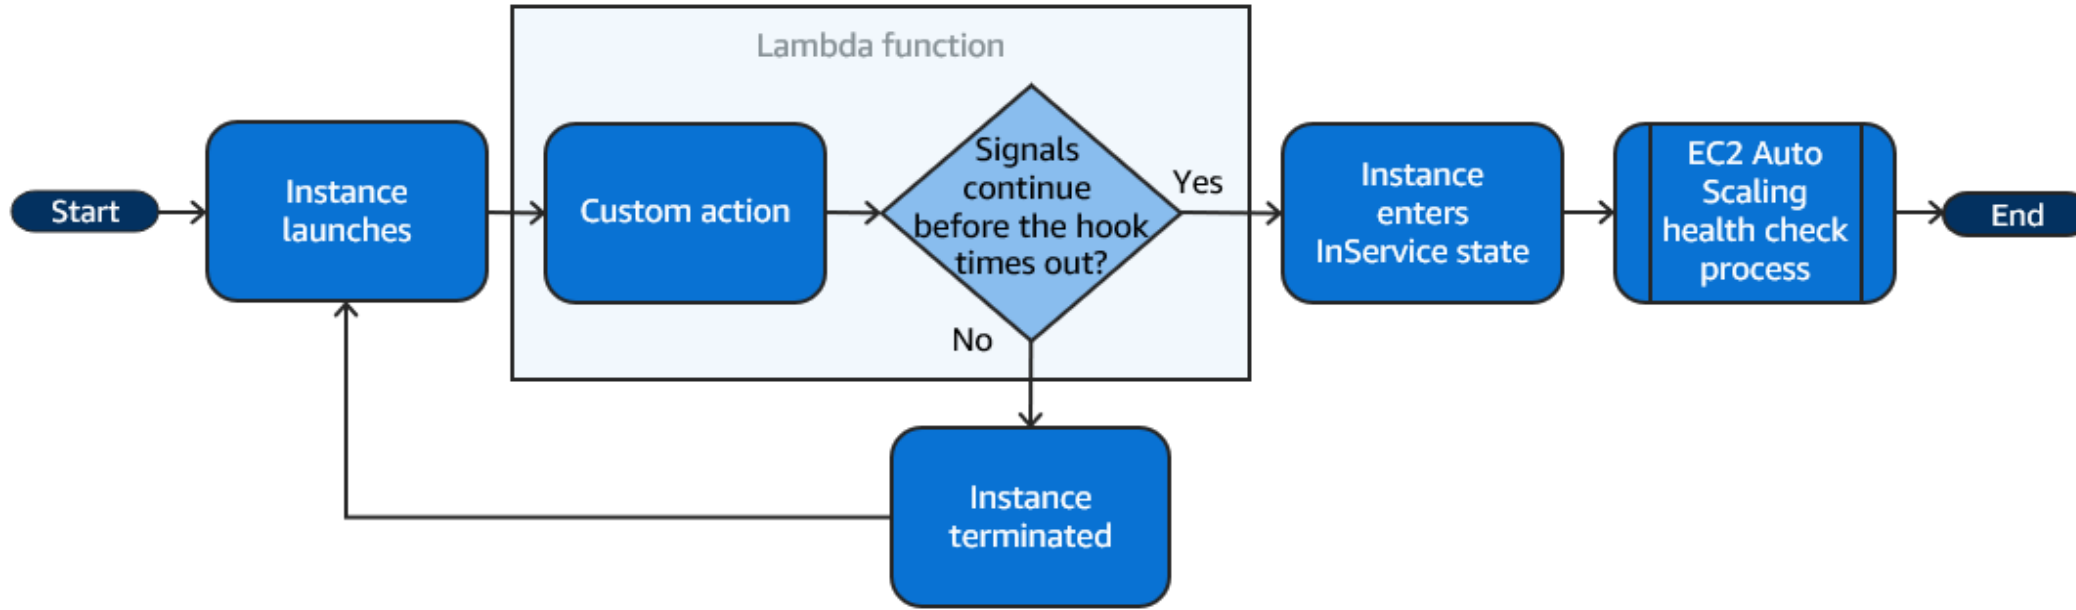 Lambda function
Start
Instance
launches
Custom action
Signals
continue
before the hook
times out?
Yes
No
Instance
enters
InService state
EC2 Auto
Scaling
health check
process
End
Instance
terminated